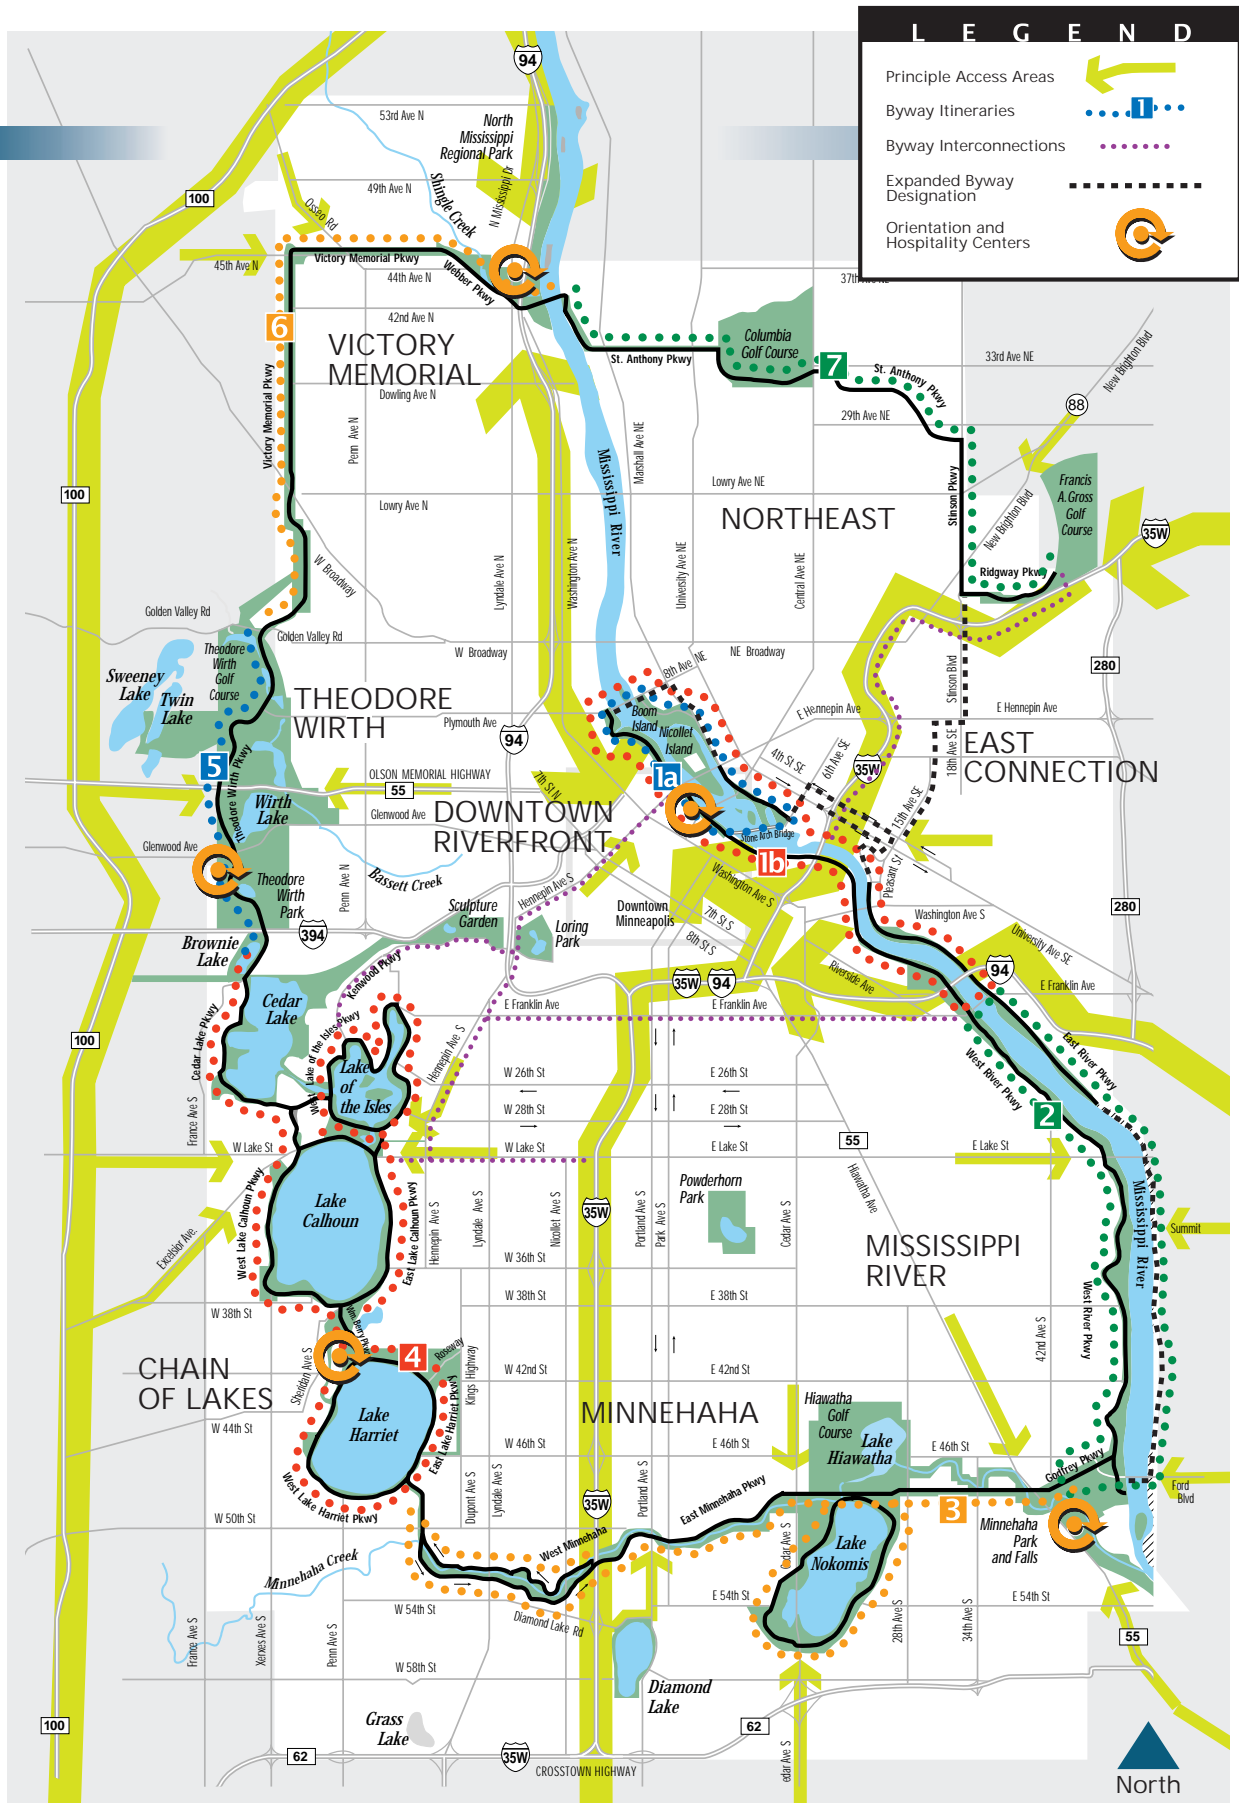 L E G E N D
Principle Access Areas
Byway Itineraries
1
Byway Interconnections
Expanded Byway
Designation
Orientation and
Hospitality Centers
94
53rd Ave N
North
Mississippi
Regional Park
49th Ave N
Shingle Creek
N Mississippi Dr
Osseo Rd
100
45th Ave N
Victory Memorial Pkwy
44th Ave N
Webber Pkwy
42nd Ave N
37th Ave NE
6
VICTORY
MEMORIAL
Dowling Ave N
Victory Memorial Pkwy
Penn Ave N
St. Anthony Pkwy
Columbia
Golf Course
7
St. Anthony Pkwy
33rd Ave NE
New Brighton Blvd
88
29th Ave NE
100
Lowry Ave N
Mississippi River
Marshall Ave NE
Lowry Ave NE
NORTHEAST
Stinson Pkwy
New Brighton Blvd
Francis
A.Gross
Golf
Course
35W
Ridgway Pkwy
W Broadway
Lyndale Ave N
Washington Ave N
University Ave NE
Central Ave NE
Golden Valley Rd
Golden Valley Rd
W Broadway
NE Broadway
8th Ave NE
Theodore
Wirth
Golf
Course
Sweeney
Lake
Twin
Lake
THEODORE
WIRTH
Plymouth Ave
94
Boom
Island
Nicollet
Island
E Hennepin Ave
E Hennepin Ave
Stinson Blvd
280
18th Ave SE
EAST
CONNECTION
4th St SE
6th Ave SE
35W
15th Ave SE
5
Theodore Wirth Pkwy
OLSON MEMORIAL HIGHWAY
55
7th St N
1a
Wirth
Lake
Glenwood Ave
DOWNTOWN
RIVERFRONT
Stone Arch Bridge
1b
Glenwood Ave
Theodore
Wirth
Park
Penn Ave N
Bassett Creek
Hennepin Ave S
Washington Ave S
Pleasant St
Sculpture
Garden
Loring
Park
Downtown
Minneapolis
7th St S
8th St S
Washington Ave S
University Ave SE
280
Brownie
Lake
394
Kenwood Pkwy
35W
94
Riverside Ave
94
E Franklin Ave
Cedar
Lake
E Franklin Ave
E Franklin Ave
Cedar Lake Pkwy
West Lake of the Isles Pkwy
Lake
of
the Isles
Hennepin Ave S
100
W 26th St
E 26th St
W 28th St
E 28th St
W Lake St
W Lake St
E Lake St
E Lake St
France Ave S
West River Pkwy
East River Pkwy
2
55
Hiawatha Ave
Mississippi River
Summit
West Lake Calhoun Pkwy
Lake
Calhoun
East Lake Calhoun Pkwy
Excelsior Ave.
Hennepin Ave S
Lyndale Ave S
Nicollet Ave S
35W
Portland Ave S
Park Ave S
Powderhorn
Park
Cedar Ave S
MISSISSIPPI
RIVER
West River Pkwy
W 36th St
W 38th St
W 38th St
E 38th St
Wm. Berry Pkwy
42nd Ave S
CHAIN
OF LAKES
Sheridan Ave S
4
Roseway
Kings Highway
W 42nd St
E 42nd St
Lake
Harriet
East Lake Harriet Pkwy
W 44th St
MINNEHAHA
Hiawatha
Golf
Course
Lake
Hiawatha
W 46th St
E 46th St
E 46th St
Godfrey Pkwy
West Lake Harriet Pkwy
Dupont Ave S
Lyndale Ave S
35W
Portland Ave S
East Minnehaha Pkwy
3
Ford
Blvd
W 50th St
West Minnehaha
Cedar Ave S
Lake
Nokomis
Minnehaha
Park
and Falls
Minnehaha Creek
W 54th St
Diamond Lake Rd
E 54th St
E 54th St
28th Ave S
34th Ave S
55
France Ave S
Xerxes Ave S
Penn Ave S
W 58th St
Diamond
Lake
Grass
Lake
100
62
62
35W
CROSSTOWN HIGHWAY
edar Ave S
North